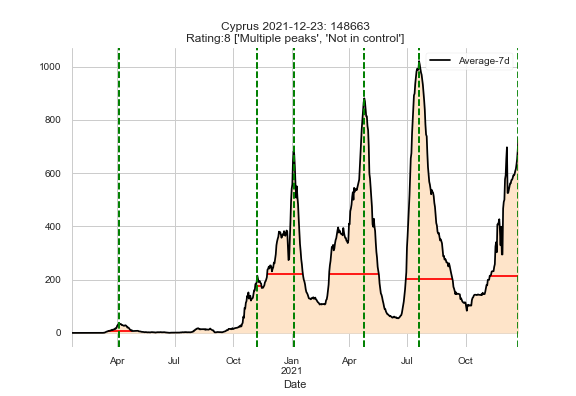 Cyprus 2021-12-23: 148663
Rating:8 ['Multiple peaks', 'Not in control']
Average-7d
1000
800
600
400
200
0
Apr Jul Oct Jan Apr Jul Oct
2021
Date